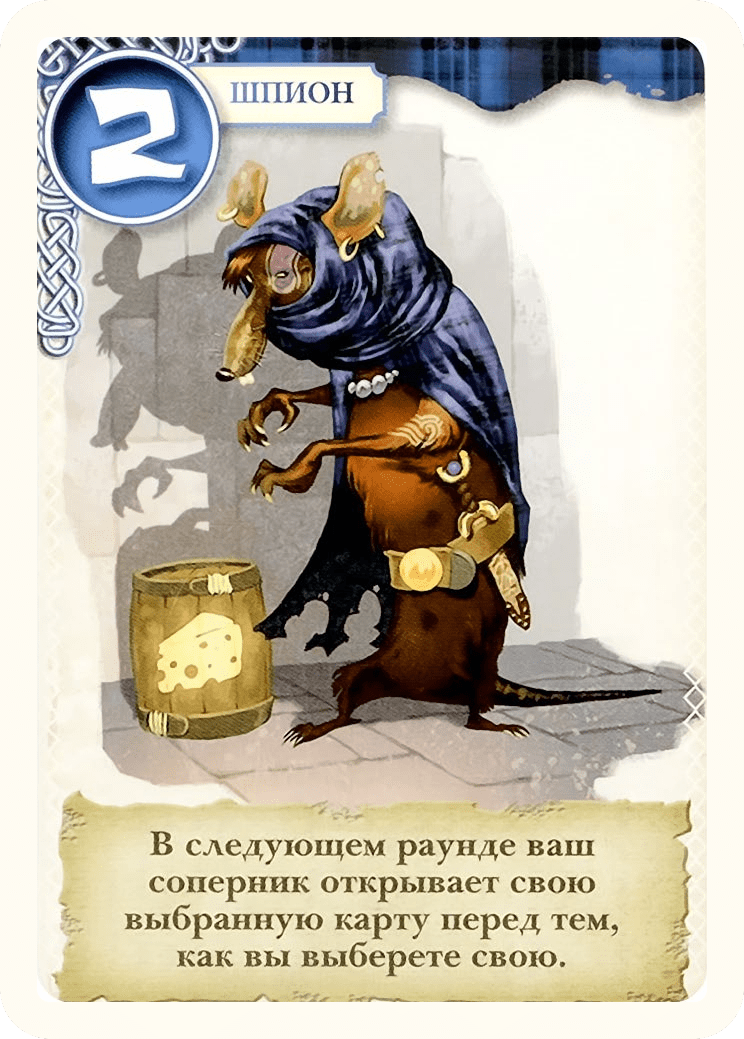 2
ШПИОН
В следующем раунде ваш
соперник открывает свою
выбранную карту перед тем,
как вы выберете свою.